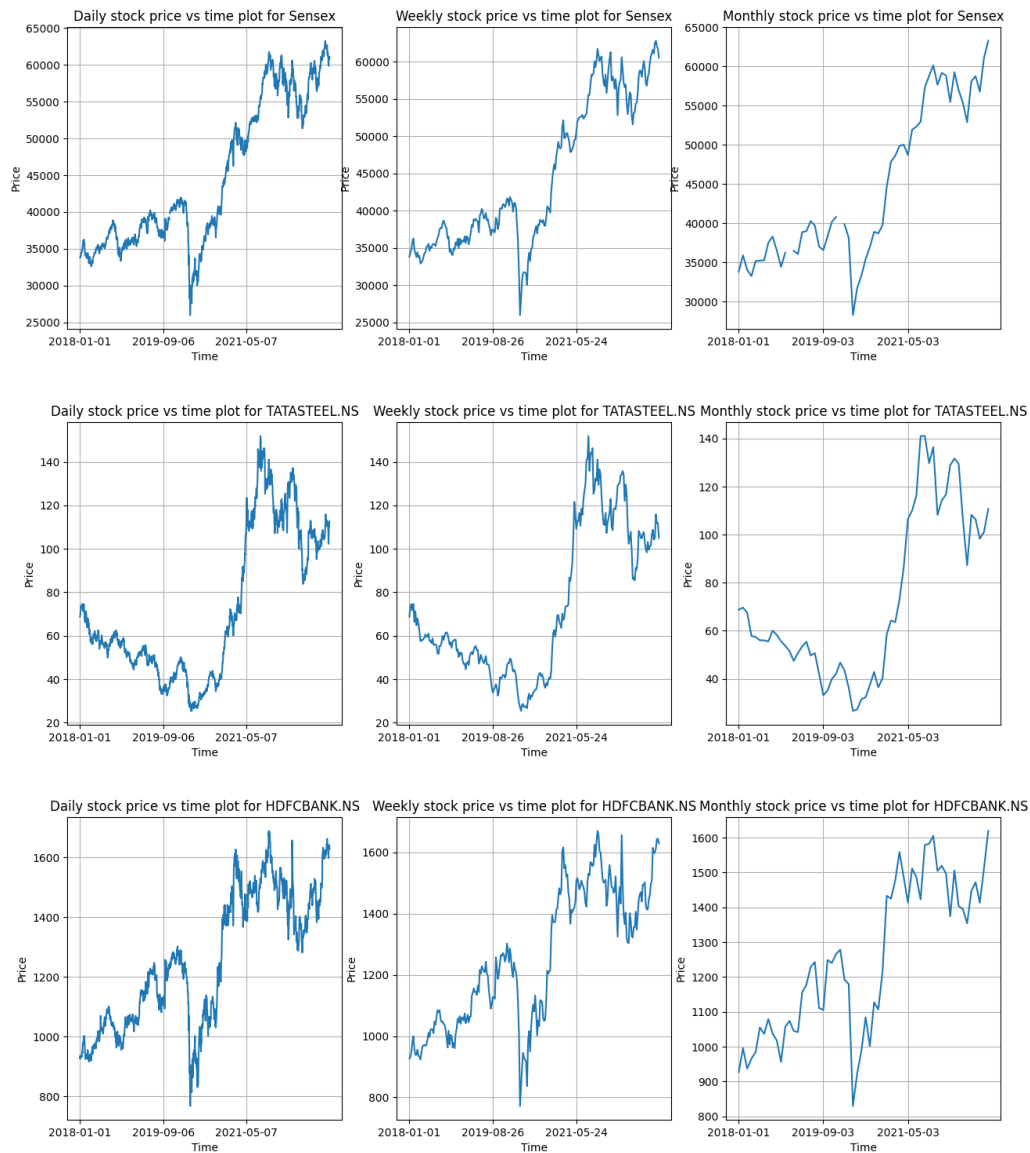 Daily stock price vs time plot for Sensex
65000
60000
55000
50000
45000
40000
35000
30000
25000
Price
2018-01-01 2019-09-06 2021-05-07
Time
Weekly stock price vs time plot for Sensex
60000
55000
50000
45000
40000
35000
30000
25000
Price
2018-01-01 2019-08-26 2021-05-24
Time
Monthly stock price vs time plot for Sensex
65000
60000
55000
50000
45000
40000
35000
30000
Price
2018-01-01 2019-09-03 2021-05-03
Time
Daily stock price vs time plot for TATASTEEL.NS
140
120
100
80
60
40
20
Price
2018-01-01 2019-09-06 2021-05-07
Time
Weekly stock price vs time plot for TATASTEEL.NS
140
120
100
80
60
40
20
Price
2018-01-01 2019-08-26 2021-05-24
Time
Monthly stock price vs time plot for TATASTEEL.NS
140
120
100
80
60
40
Price
2018-01-01 2019-09-03 2021-05-03
Time
Daily stock price vs time plot for HDFCBANK.NS
1600
1400
1200
1000
800
Price
2018-01-01 2019-09-06 2021-05-07
Time
Weekly stock price vs time plot for HDFCBANK.NS
1600
1400
1200
1000
800
Price
2018-01-01 2019-08-26 2021-05-24
Time
Monthly stock price vs time plot for HDFCBANK.NS
1600
1500
1400
1300
1200
1100
1000
900
800
Price
2018-01-01 2019-09-03 2021-05-03
Time